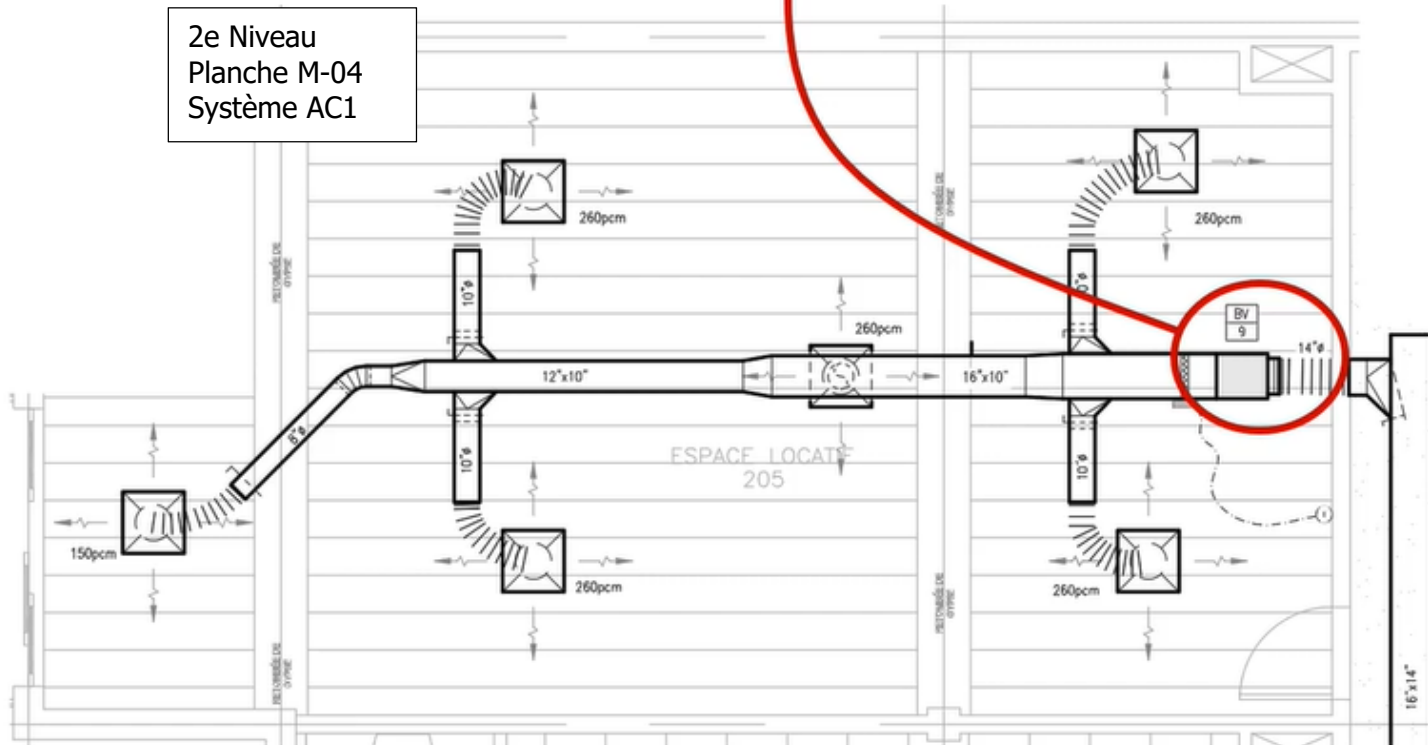 2e Niveau
Planche M-04
Système AC1
260pcm
260pcm
10"ø
BV
9
14"ø
260pcm
12"x10"
16"x10"
8"ø
10"ø
10"ø
ESPACE LOCATIF
205
150pcm
260pcm
260pcm
16"x14"